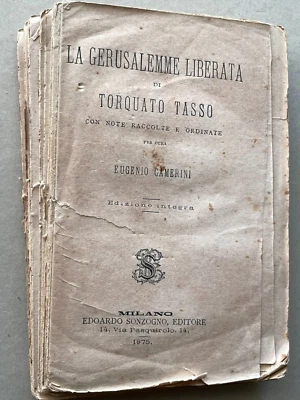 LA GERUSALEMME LIBERATA
DI
TORQUATO TASSO
CON NOTE RACCOLTE E ORDINATE
PER CURA
EUGENIO CAMERINI
Edizione integra
MILANO
EDOARDO SONZOGNO, EDITORE
14. Via Pasquirolo, 14.
1875.